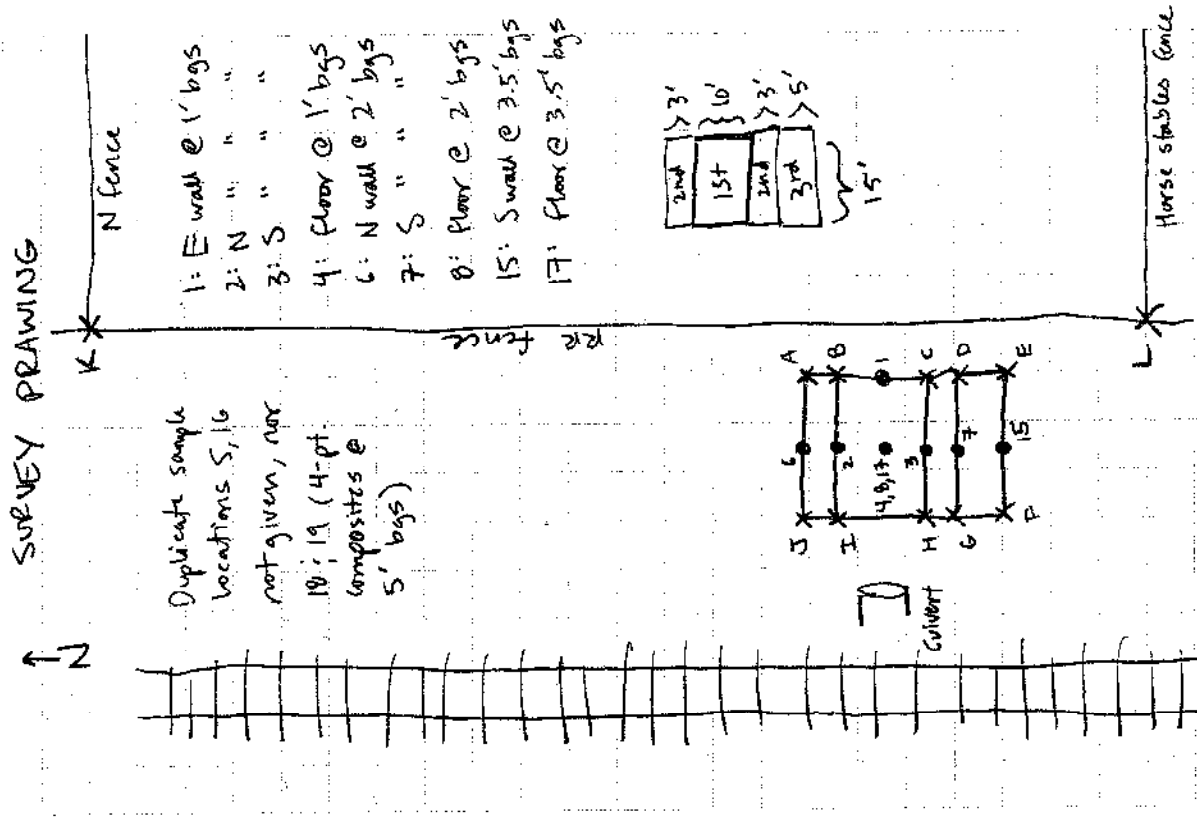 SURVEY DRAWING
↑
N
K
N fence
Duplicate sample
locations 5, 16
not given, nor
18 ; 19 (4-pt.
composites @
5' bgs)
1: E wall @ 1' bgs
2: N " " "
3: S " " "
4: floor @ 1' bgs
6: N wall @ 2' bgs
7: S " " "
8: floor @ 2' bgs
15: S wall @ 3.5' bgs
17: floor @ 3.5' bgs
RR fence
2nd >3'
1st }10'
2nd >3'
3rd >5'
15'
J 6 A
I 2 B
4,8,17 1
H 3 C
G 7 D
F 15 E
Culvert
L
Horse stables fence